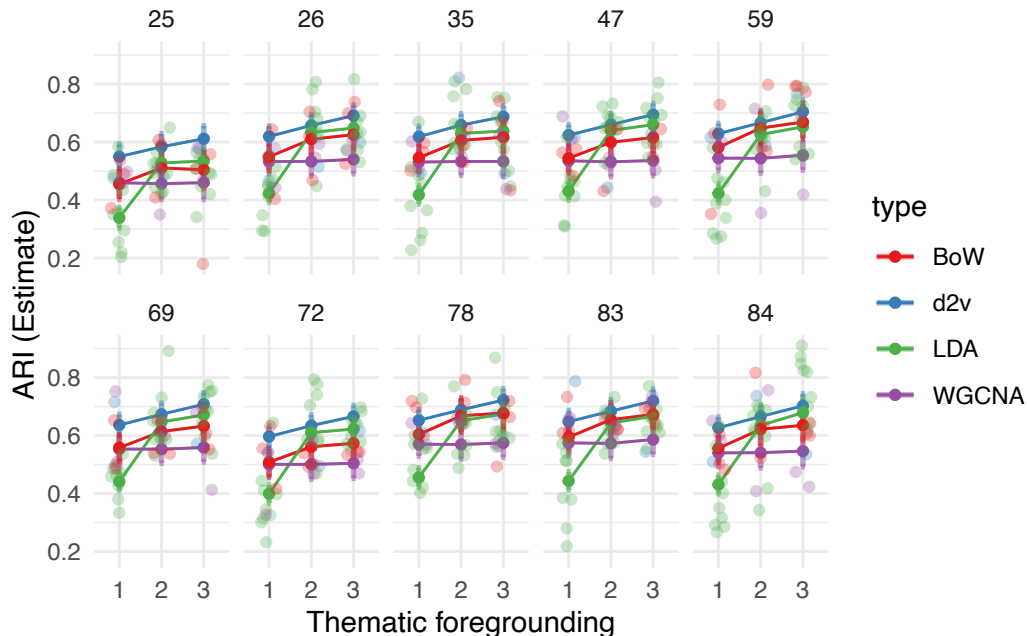 25 26 35 47 59
0.8
0.6
0.4
0.2
69 72 78 83 84
0.8
0.6
0.4
0.2
1 2 3 1 2 3 1 2 3 1 2 3 1 2 3
Thematic foregrounding
ARI (Estimate)
type
BoW
d2v
LDA
WGCNA